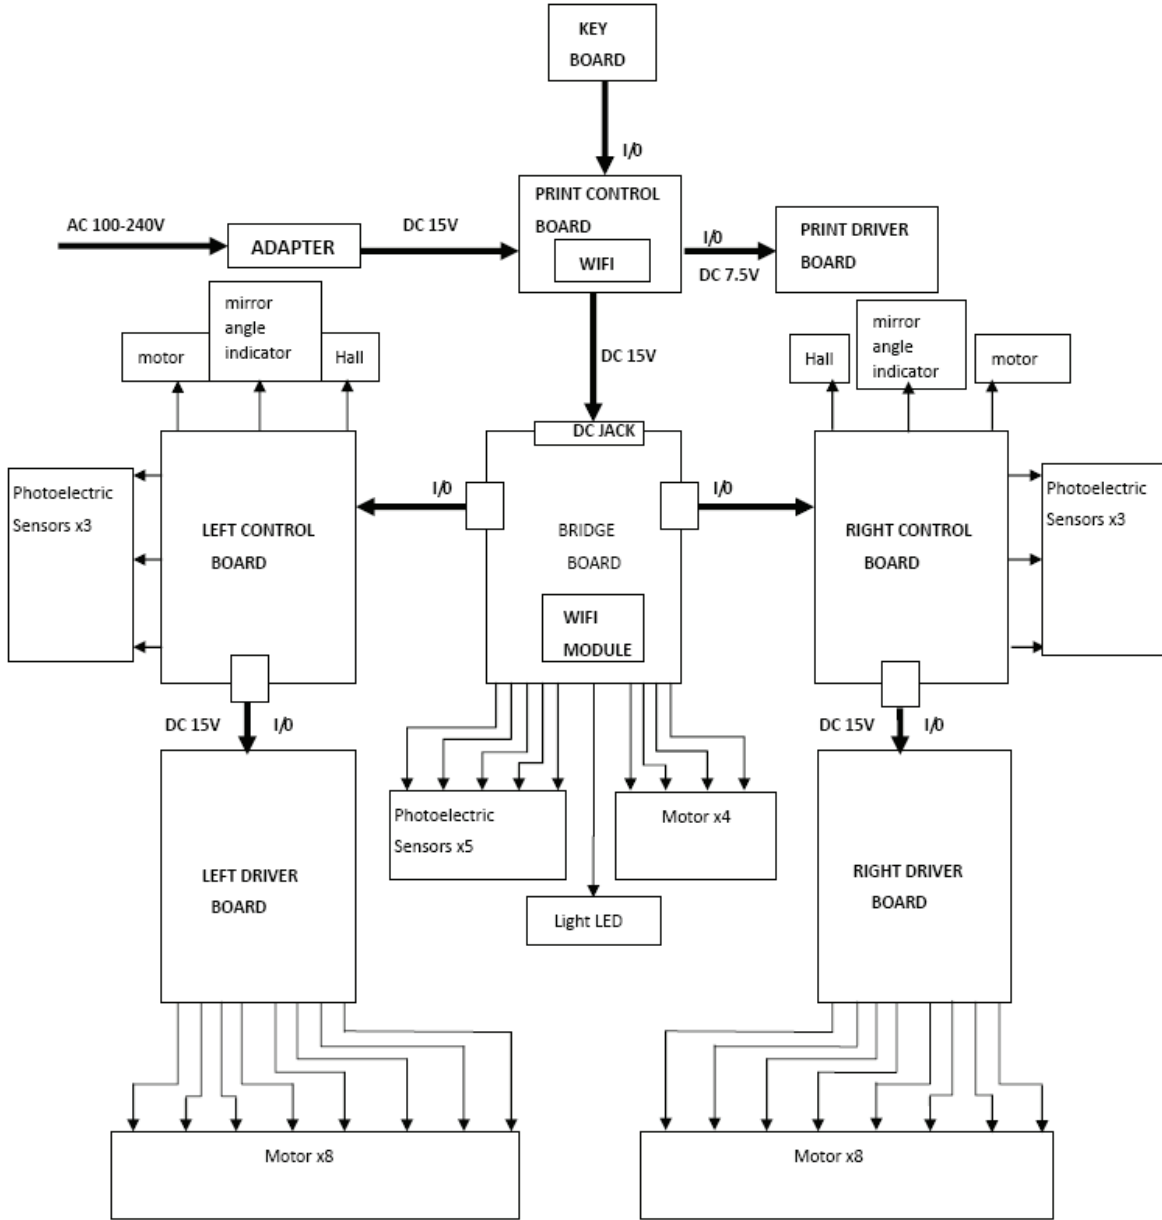 KEY
BOARD
I/0
PRINT CONTROL
BOARD
WIFI
AC 100-240V
ADAPTER
DC 15V
I/0
DC 7.5V
PRINT DRIVER
BOARD
mirror
angle
indicator
motor
Hall
DC 15V
Hall
mirror
angle
indicator
motor
DC JACK
Photoelectric
Sensors x3
LEFT CONTROL
BOARD
I/0
BRIDGE
BOARD
WIFI
MODULE
I/0
RIGHT CONTROL
BOARD
Photoelectric
Sensors x3
DC 15V
I/0
DC 15V
I/0
LEFT DRIVER
BOARD
Photoelectric
Sensors x5
Motor x4
Light LED
RIGHT DRIVER
BOARD
Motor x8
Motor x8